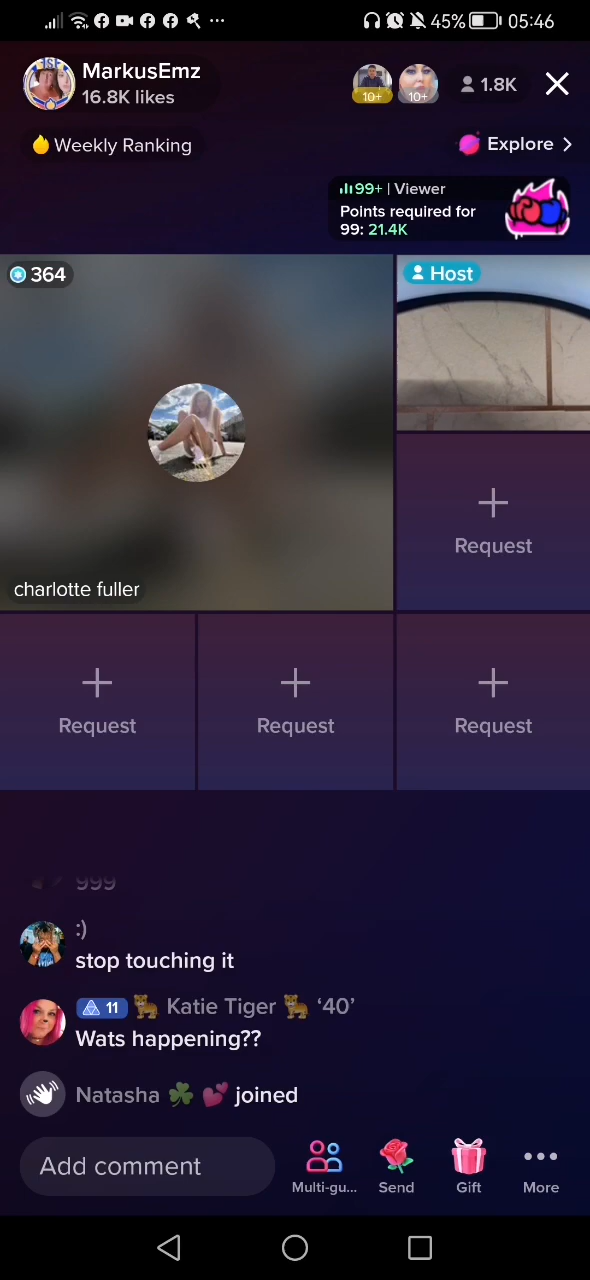 45% 05:46
MarkusEmz
16.8K likes
10+ 10+ 1.8K
Weekly Ranking
Explore
99+ | Viewer
Points required for
99: 21.4K
364
Host
Request
charlotte fuller
Request Request Request
999
:)
stop touching it
11 Katie Tiger ‘40’
Wats happening??
Natasha joined
Add comment
Multi-gu... Send Gift More